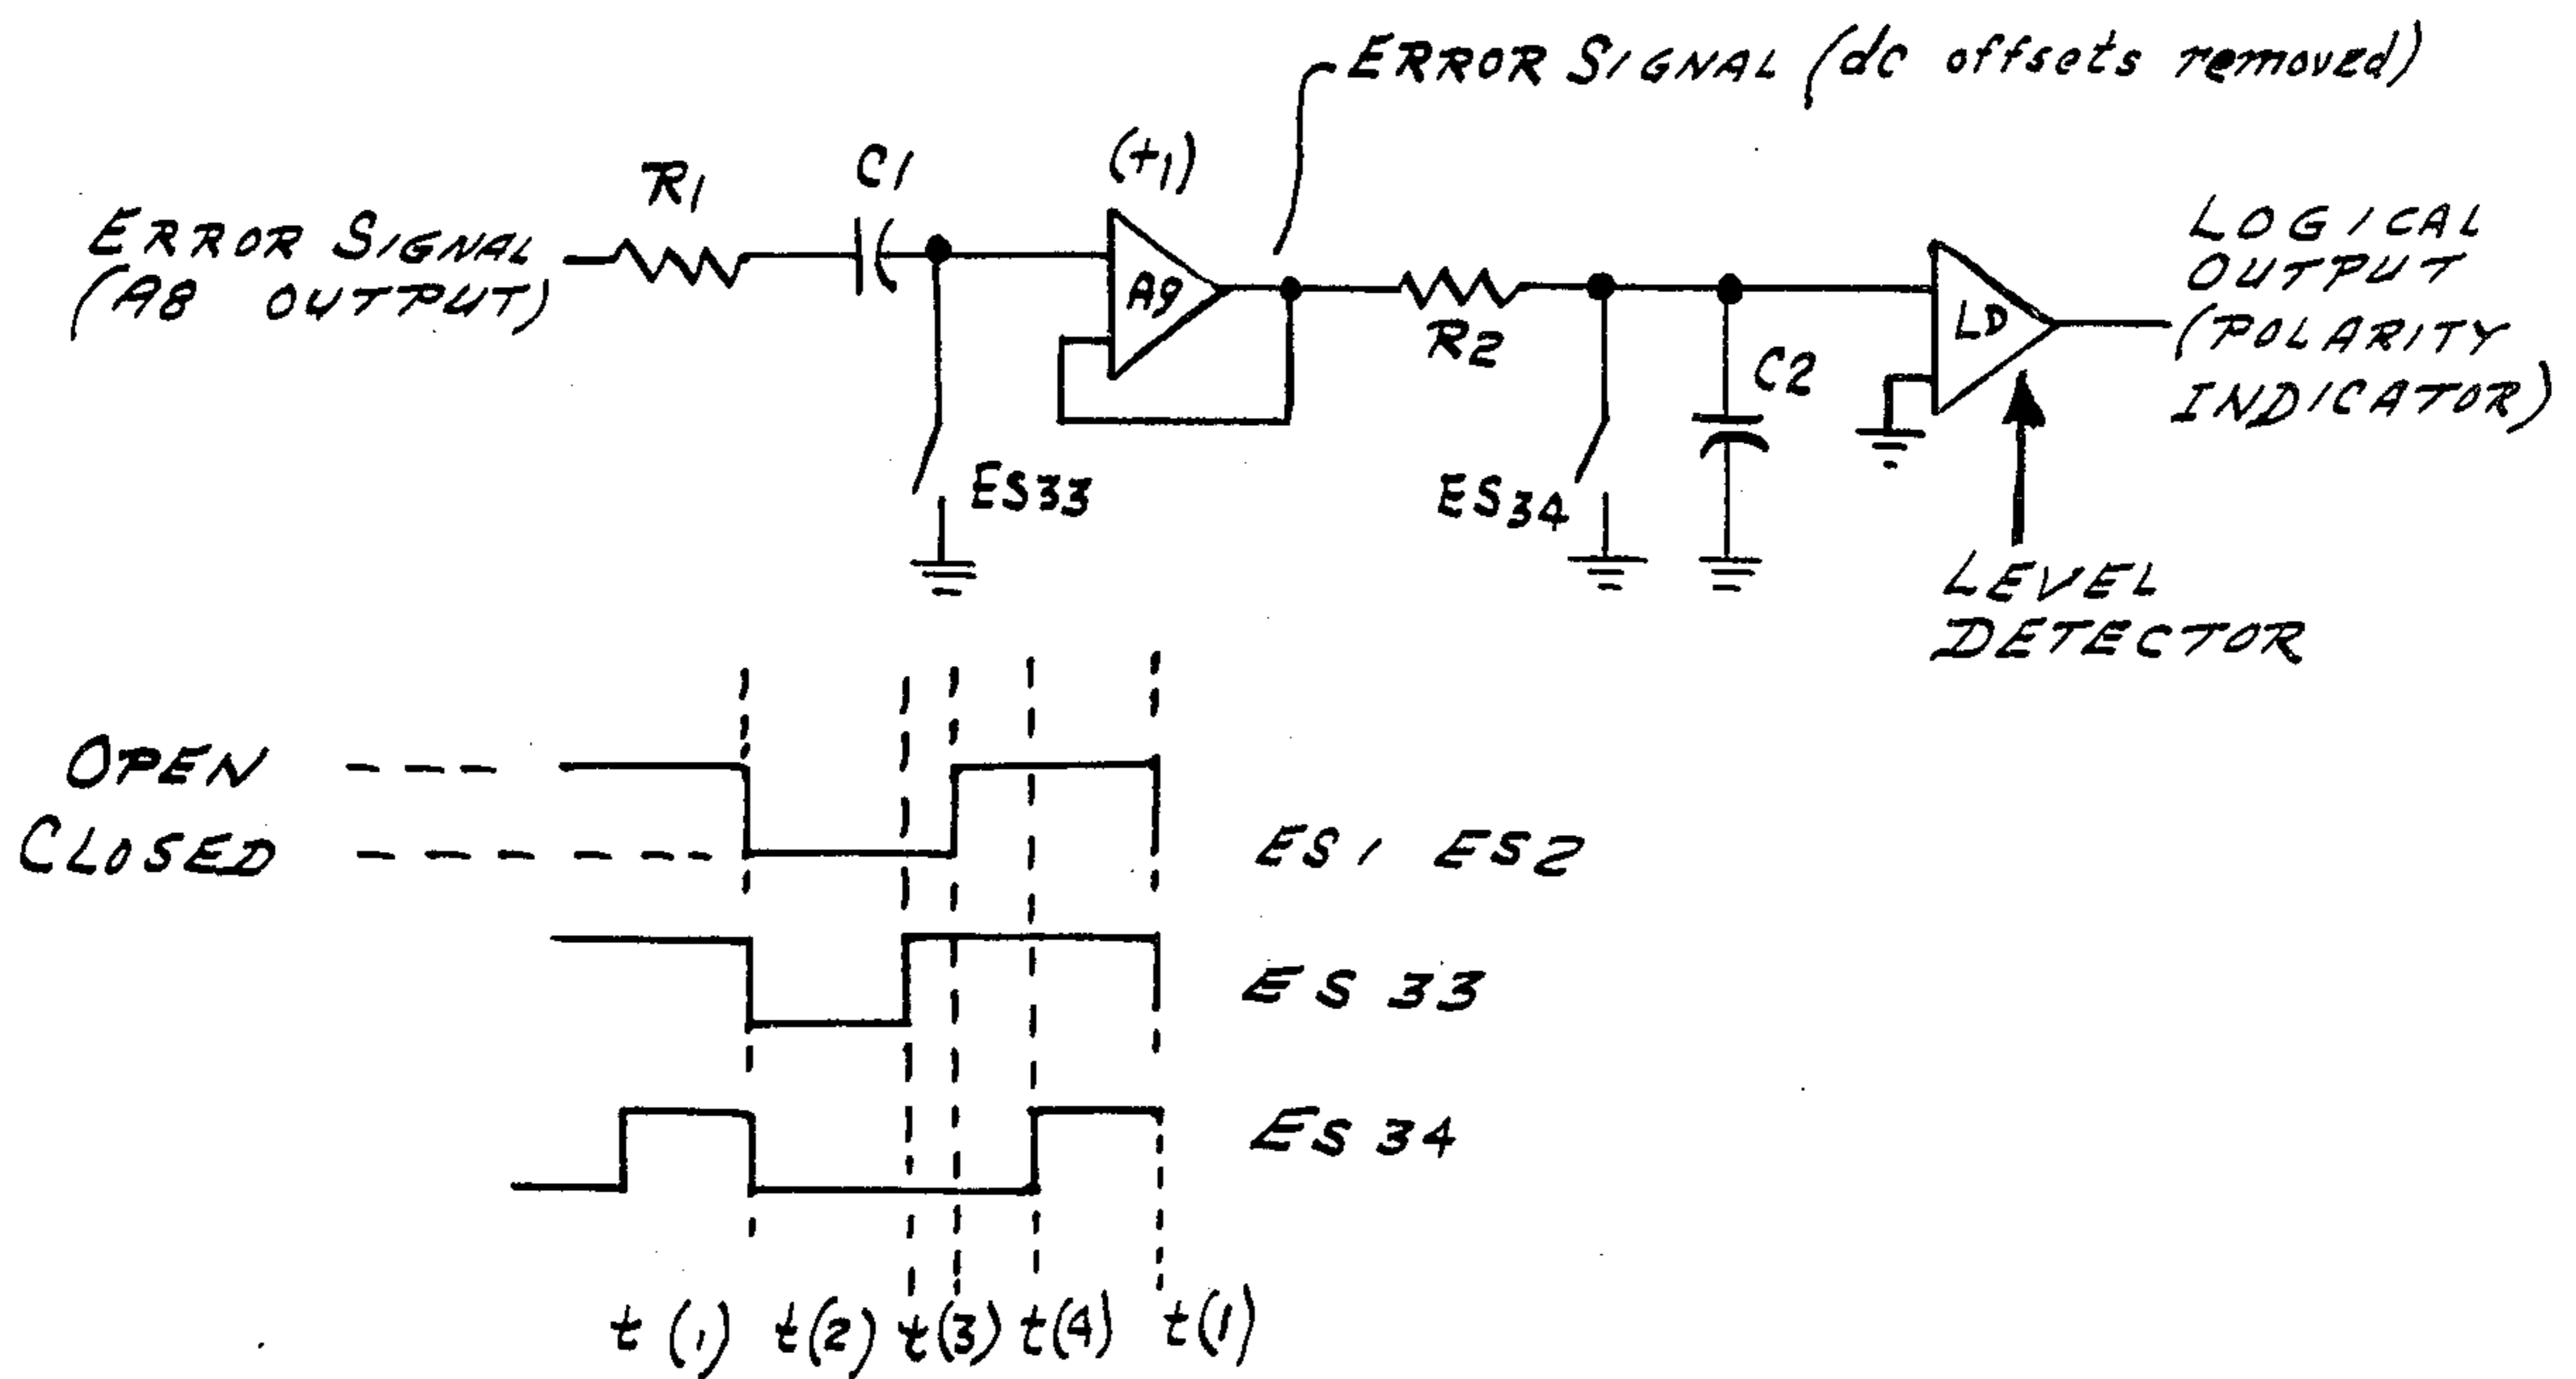 ERROR SIGNAL (dc offsets removed)
(+1)
C1
R1
ERROR SIGNAL
(A8 OUTPUT)
A9
R2
C2
LD
LOGICAL
OUTPUT
(POLARITY
INDICATOR)
ES33
ES34
LEVEL
DETECTOR
OPEN
CLOSED
ES1 ES2
ES 33
ES 34
t(1) t(2) t(3) t(4) t(1)